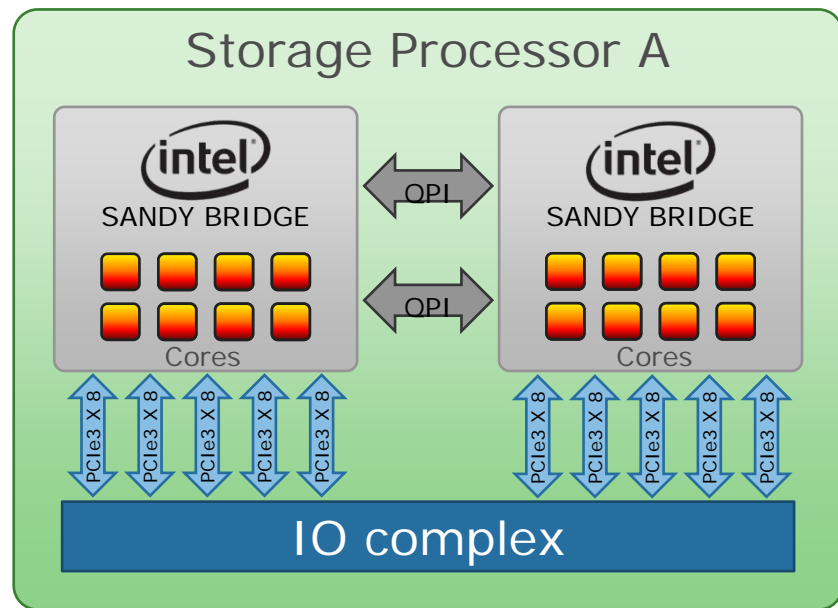 Storage Processor A
intel
SANDY BRIDGE
Cores
QPI
QPI
intel
SANDY BRIDGE
Cores
PCIe3 X 8
PCIe3 X 8
PCIe3 X 8
PCIe3 X 8
PCIe3 X 8
PCIe3 X 8
PCIe3 X 8
PCIe3 X 8
PCIe3 X 8
PCIe3 X 8
IO complex